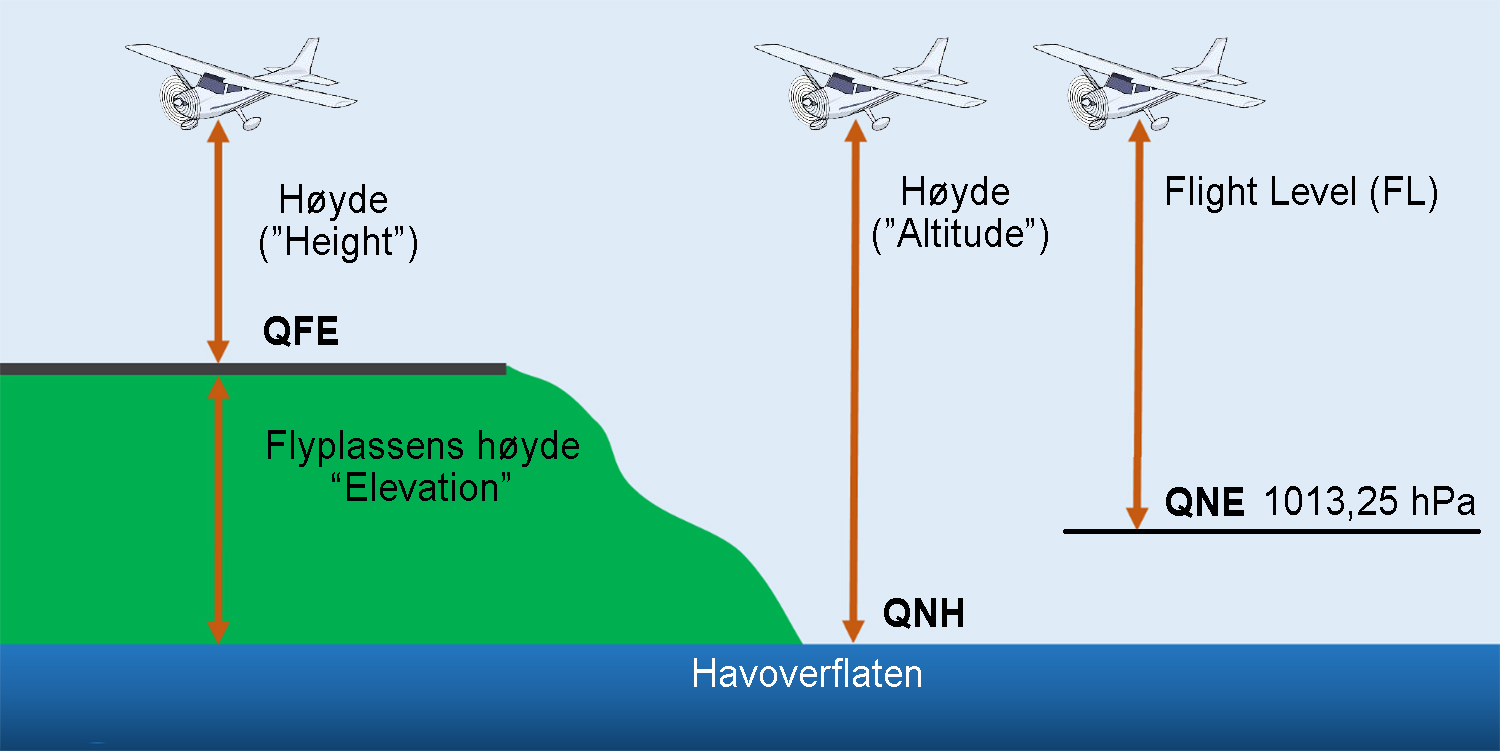 Høyde
(”Height”)
QFE
Flyplassens høyde
“Elevation”
Høyde
(”Altitude”)
QNH
Flight Level (FL)
QNE 1013,25 hPa
Havoverflaten